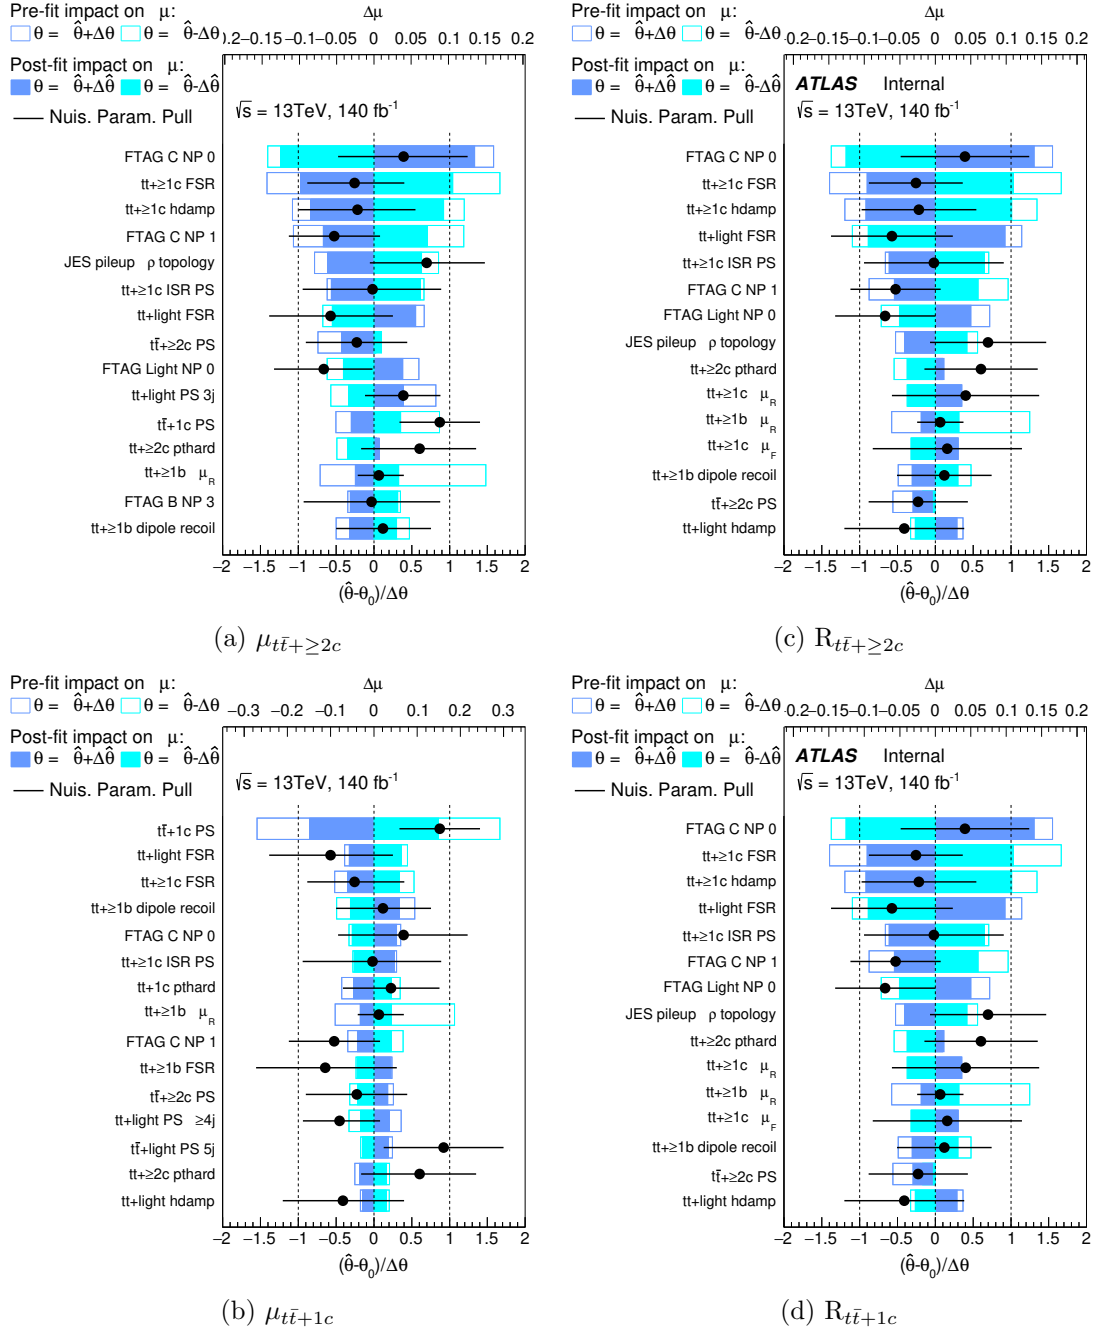 Pre-fit impact on μ:
θ = θ̂+Δθ θ = θ̂-Δθ
Post-fit impact on μ:
θ = θ̂+Δθ̂ θ = θ̂-Δθ̂
Nuis. Param. Pull
Δμ
0.2 −0.15 −0.1 −0.05 0 0.05 0.1 0.15 0.2
√s = 13TeV, 140 fb⁻¹
FTAG C NP 0
tt+≥1c FSR
tt+≥1c hdamp
FTAG C NP 1
JES pileup ρ topology
tt+≥1c ISR PS
tt+light FSR
tt̄+≥2c PS
FTAG Light NP 0
tt+light PS 3j
tt̄+1c PS
tt+≥2c pthard
tt+≥1b μR
FTAG B NP 3
tt+≥1b dipole recoil
−2 −1.5 −1 −0.5 0 0.5 1 1.5 2
(θ̂-θ₀)/Δθ
(a) μtt̄+≥2c
Pre-fit impact on μ:
θ = θ̂+Δθ θ = θ̂-Δθ
Post-fit impact on μ:
θ = θ̂+Δθ̂ θ = θ̂-Δθ̂
Nuis. Param. Pull
Δμ
0.2 −0.15 −0.1 −0.05 0 0.05 0.1 0.15 0.2
ATLAS Internal
√s = 13TeV, 140 fb⁻¹
FTAG C NP 0
tt+≥1c FSR
tt+≥1c hdamp
tt+light FSR
tt+≥1c ISR PS
FTAG C NP 1
FTAG Light NP 0
JES pileup ρ topology
tt+≥2c pthard
tt+≥1c μR
tt+≥1b μR
tt+≥1c μF
tt+≥1b dipole recoil
tt̄+≥2c PS
tt+light hdamp
−2 −1.5 −1 −0.5 0 0.5 1 1.5 2
(θ̂-θ₀)/Δθ
(c) Rtt̄+≥2c
Pre-fit impact on μ:
θ = θ̂+Δθ θ = θ̂-Δθ
Post-fit impact on μ:
θ = θ̂+Δθ̂ θ = θ̂-Δθ̂
Nuis. Param. Pull
Δμ
−0.3 −0.2 −0.1 0 0.1 0.2 0.3
√s = 13TeV, 140 fb⁻¹
tt̄+1c PS
tt+light FSR
tt+≥1c FSR
tt+≥1b dipole recoil
FTAG C NP 0
tt+≥1c ISR PS
tt+1c pthard
tt+≥1b μR
FTAG C NP 1
tt+≥1b FSR
tt̄+≥2c PS
tt+light PS ≥4j
tt̄+light PS 5j
tt+≥2c pthard
tt+light hdamp
−2 −1.5 −1 −0.5 0 0.5 1 1.5 2
(θ̂-θ₀)/Δθ
(b) μtt̄+1c
Pre-fit impact on μ:
θ = θ̂+Δθ θ = θ̂-Δθ
Post-fit impact on μ:
θ = θ̂+Δθ̂ θ = θ̂-Δθ̂
Nuis. Param. Pull
Δμ
0.2 −0.15 −0.1 −0.05 0 0.05 0.1 0.15 0.2
ATLAS Internal
√s = 13TeV, 140 fb⁻¹
FTAG C NP 0
tt+≥1c FSR
tt+≥1c hdamp
tt+light FSR
tt+≥1c ISR PS
FTAG C NP 1
FTAG Light NP 0
JES pileup ρ topology
tt+≥2c pthard
tt+≥1c μR
tt+≥1b μR
tt+≥1c μF
tt+≥1b dipole recoil
tt̄+≥2c PS
tt+light hdamp
−2 −1.5 −1 −0.5 0 0.5 1 1.5 2
(θ̂-θ₀)/Δθ
(d) Rtt̄+1c